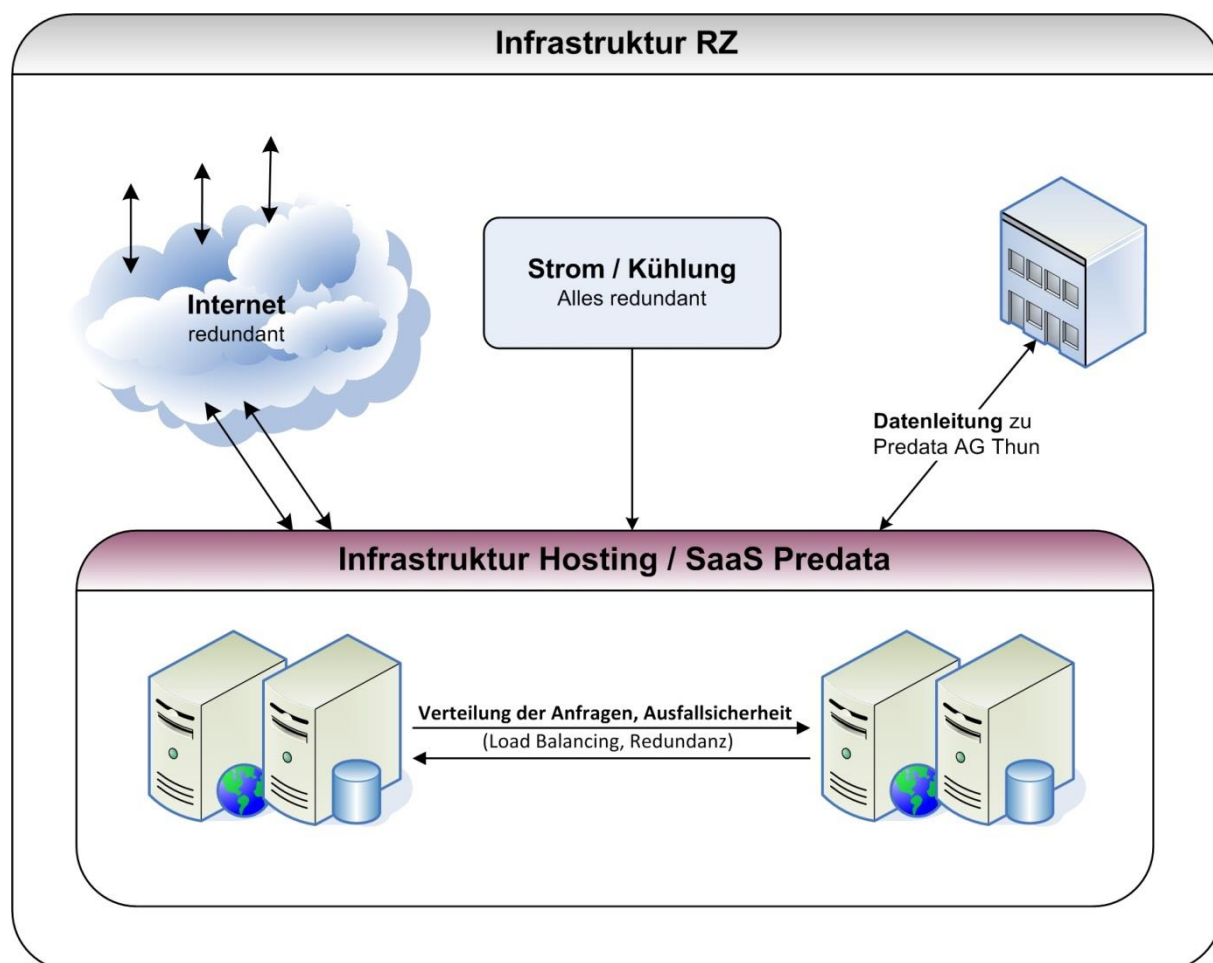 Infrastruktur RZ
Internet
redundant
Strom / Kühlung
Alles redundant
Datenleitung zu
Predata AG Thun
Infrastruktur Hosting / SaaS Predata
Verteilung der Anfragen, Ausfallsicherheit
(Load Balancing, Redundanz)